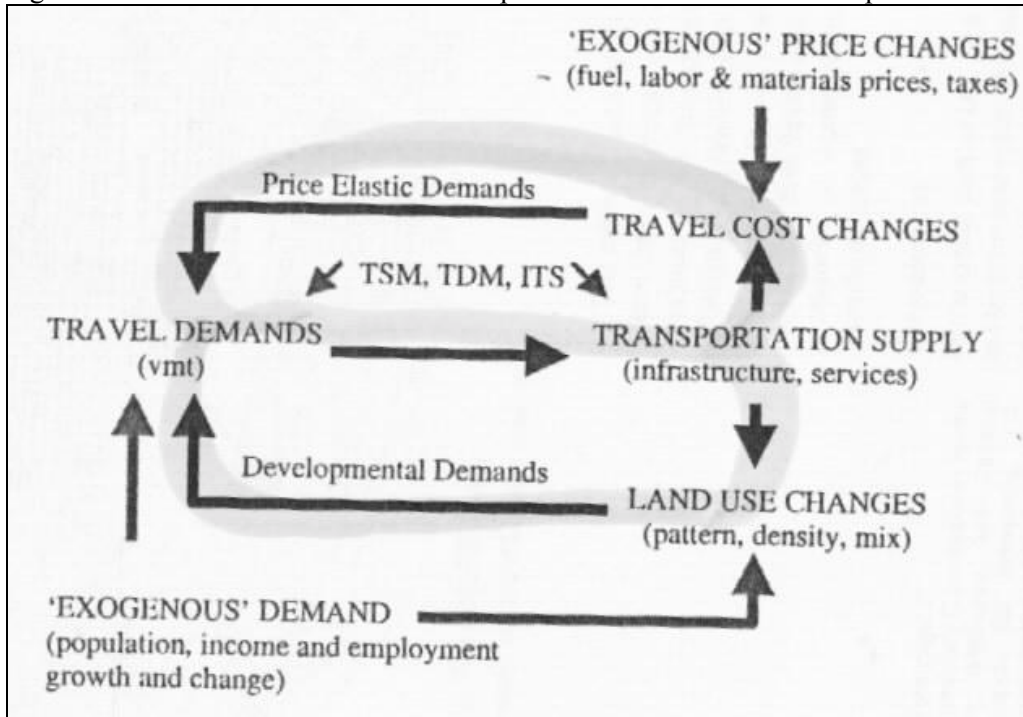 'EXOGENOUS' PRICE CHANGES
(fuel, labor & materials prices, taxes)
Price Elastic Demands
TRAVEL COST CHANGES
TSM, TDM, ITS
TRAVEL DEMANDS
(vmt)
TRANSPORTATION SUPPLY
(infrastructure, services)
Developmental Demands
LAND USE CHANGES
(pattern, density, mix)
'EXOGENOUS' DEMAND
(population, income and employment
growth and change)